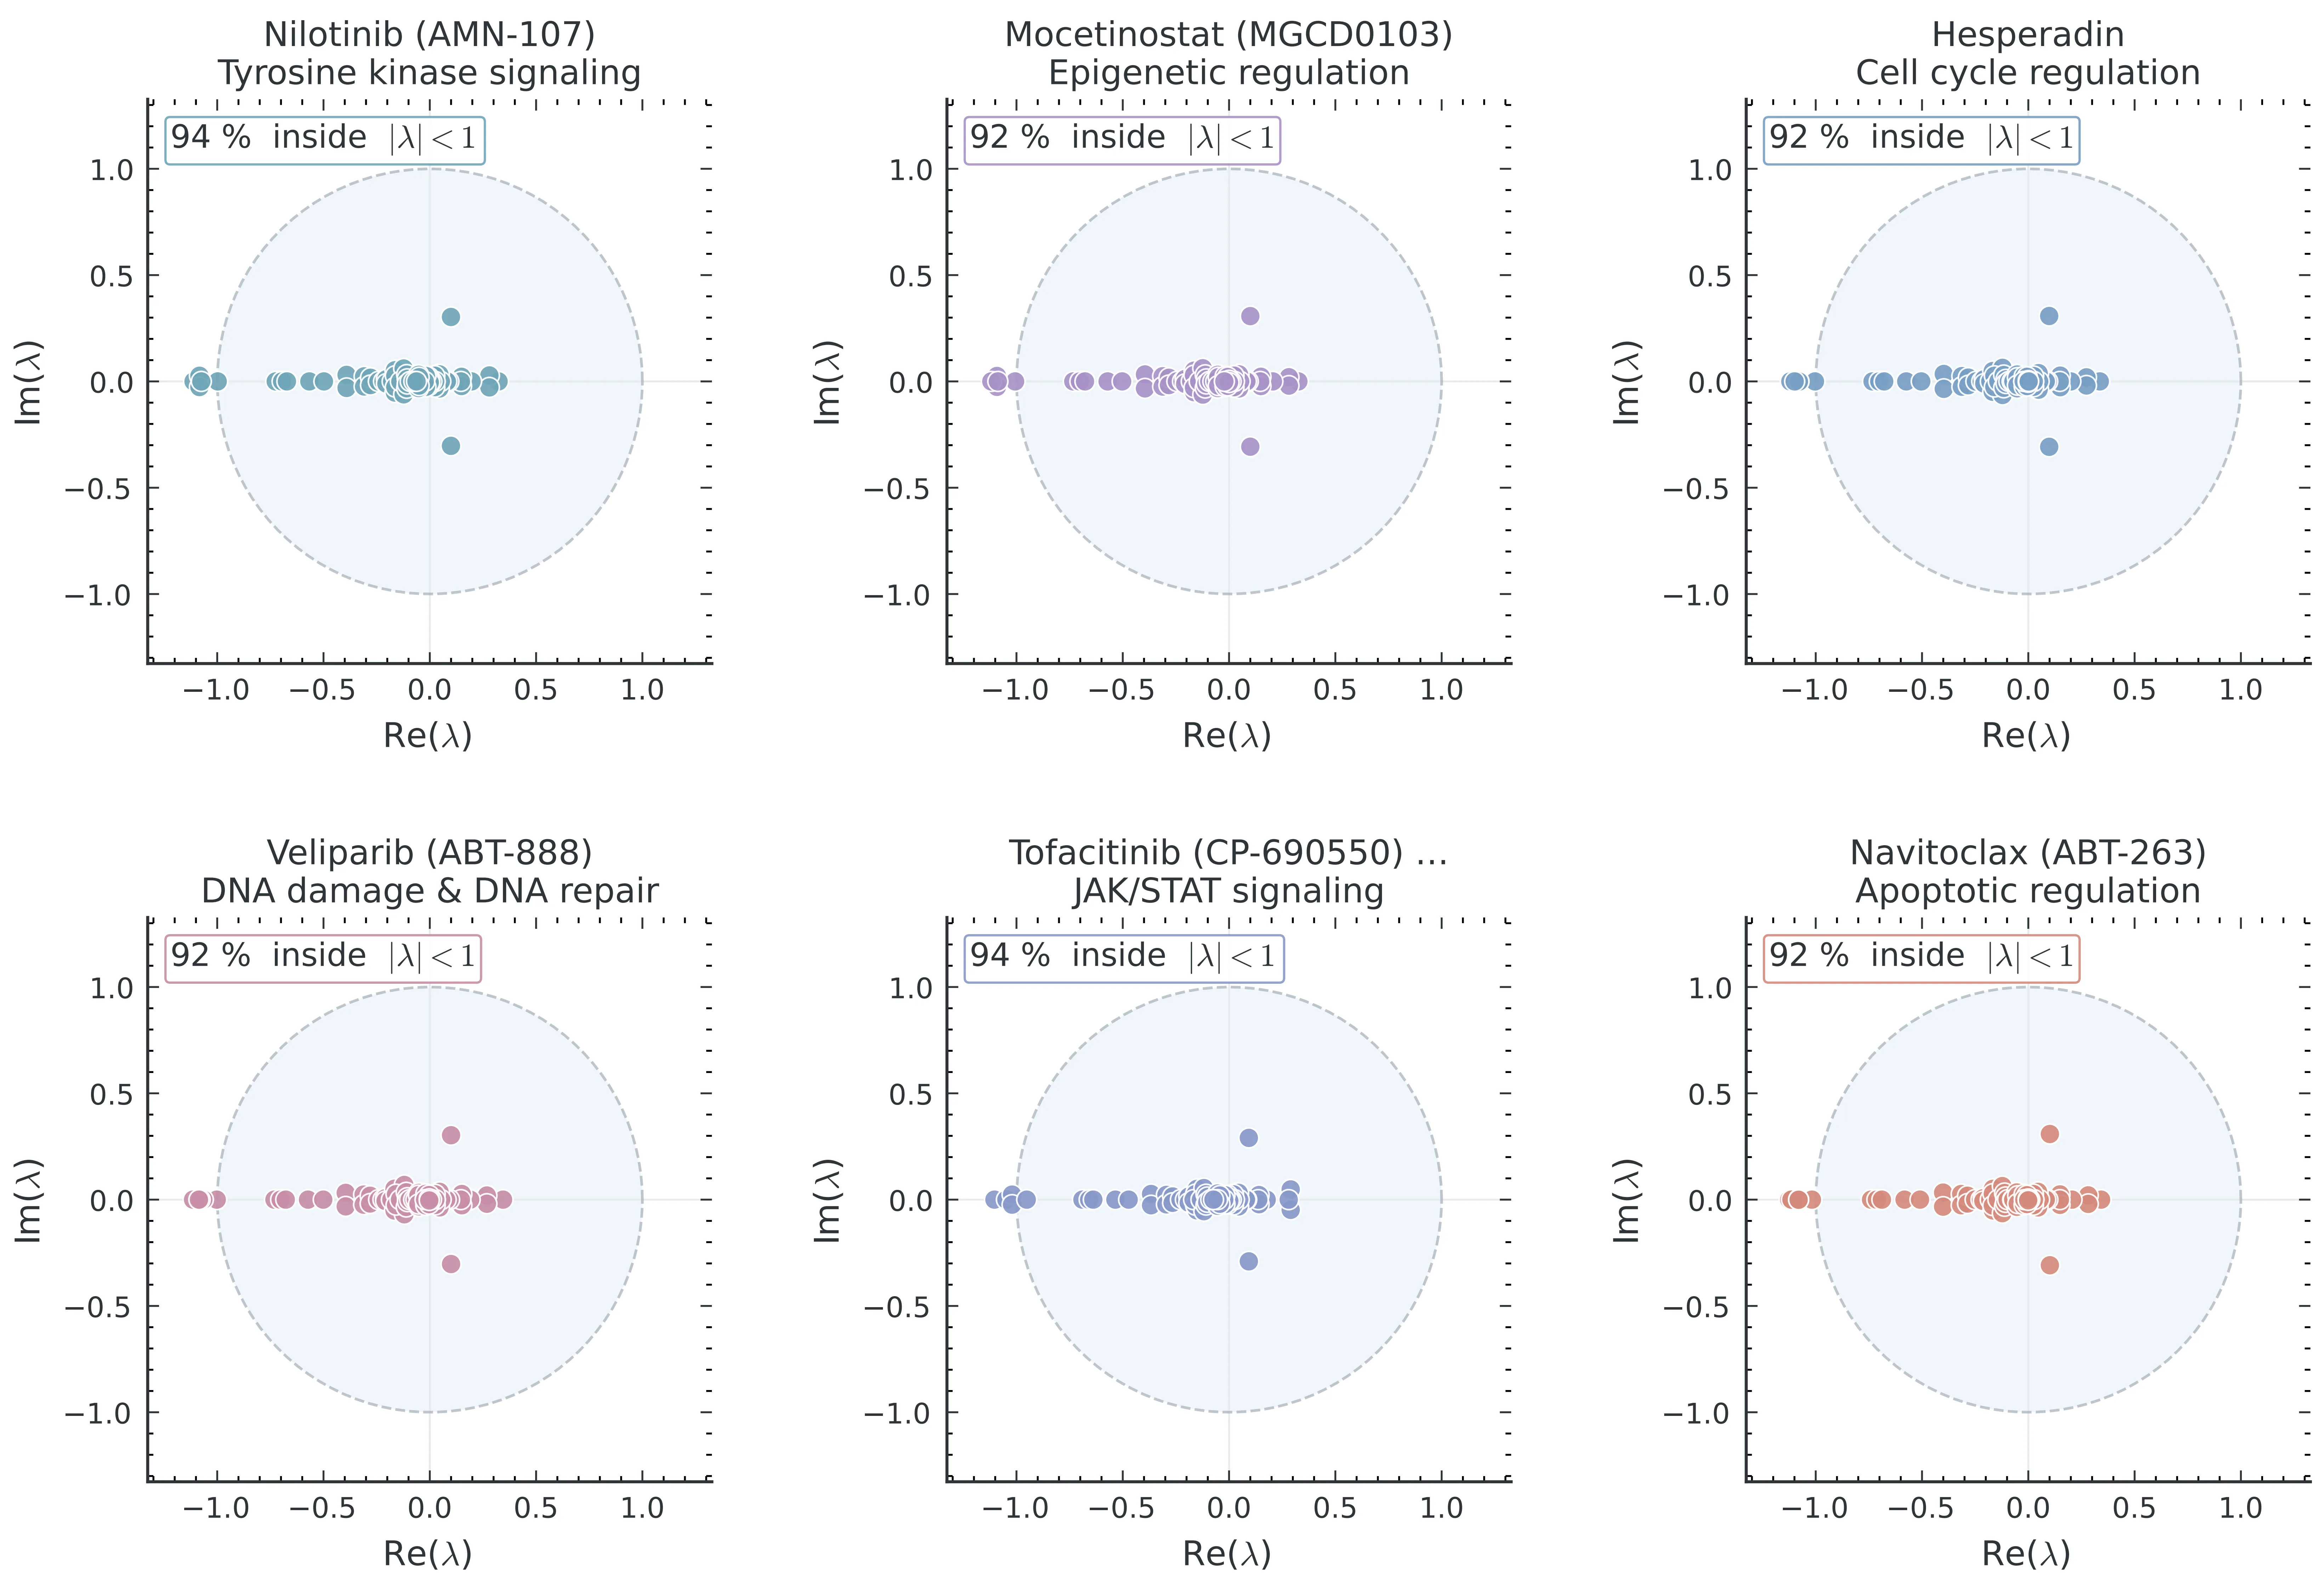 Nilotinib (AMN-107)
Tyrosine kinase signaling
94 % inside |λ| < 1
1.0
0.5
0.0
−0.5
−1.0
Im(λ)
−1.0 −0.5 0.0 0.5 1.0
Re(λ)
Mocetinostat (MGCD0103)
Epigenetic regulation
92 % inside |λ| < 1
1.0
0.5
0.0
−0.5
−1.0
Im(λ)
−1.0 −0.5 0.0 0.5 1.0
Re(λ)
Hesperadin
Cell cycle regulation
92 % inside |λ| < 1
1.0
0.5
0.0
−0.5
−1.0
Im(λ)
−1.0 −0.5 0.0 0.5 1.0
Re(λ)
Veliparib (ABT-888)
DNA damage & DNA repair
92 % inside |λ| < 1
1.0
0.5
0.0
−0.5
−1.0
Im(λ)
−1.0 −0.5 0.0 0.5 1.0
Re(λ)
Tofacitinib (CP-690550) ...
JAK/STAT signaling
94 % inside |λ| < 1
1.0
0.5
0.0
−0.5
−1.0
Im(λ)
−1.0 −0.5 0.0 0.5 1.0
Re(λ)
Navitoclax (ABT-263)
Apoptotic regulation
92 % inside |λ| < 1
1.0
0.5
0.0
−0.5
−1.0
Im(λ)
−1.0 −0.5 0.0 0.5 1.0
Re(λ)